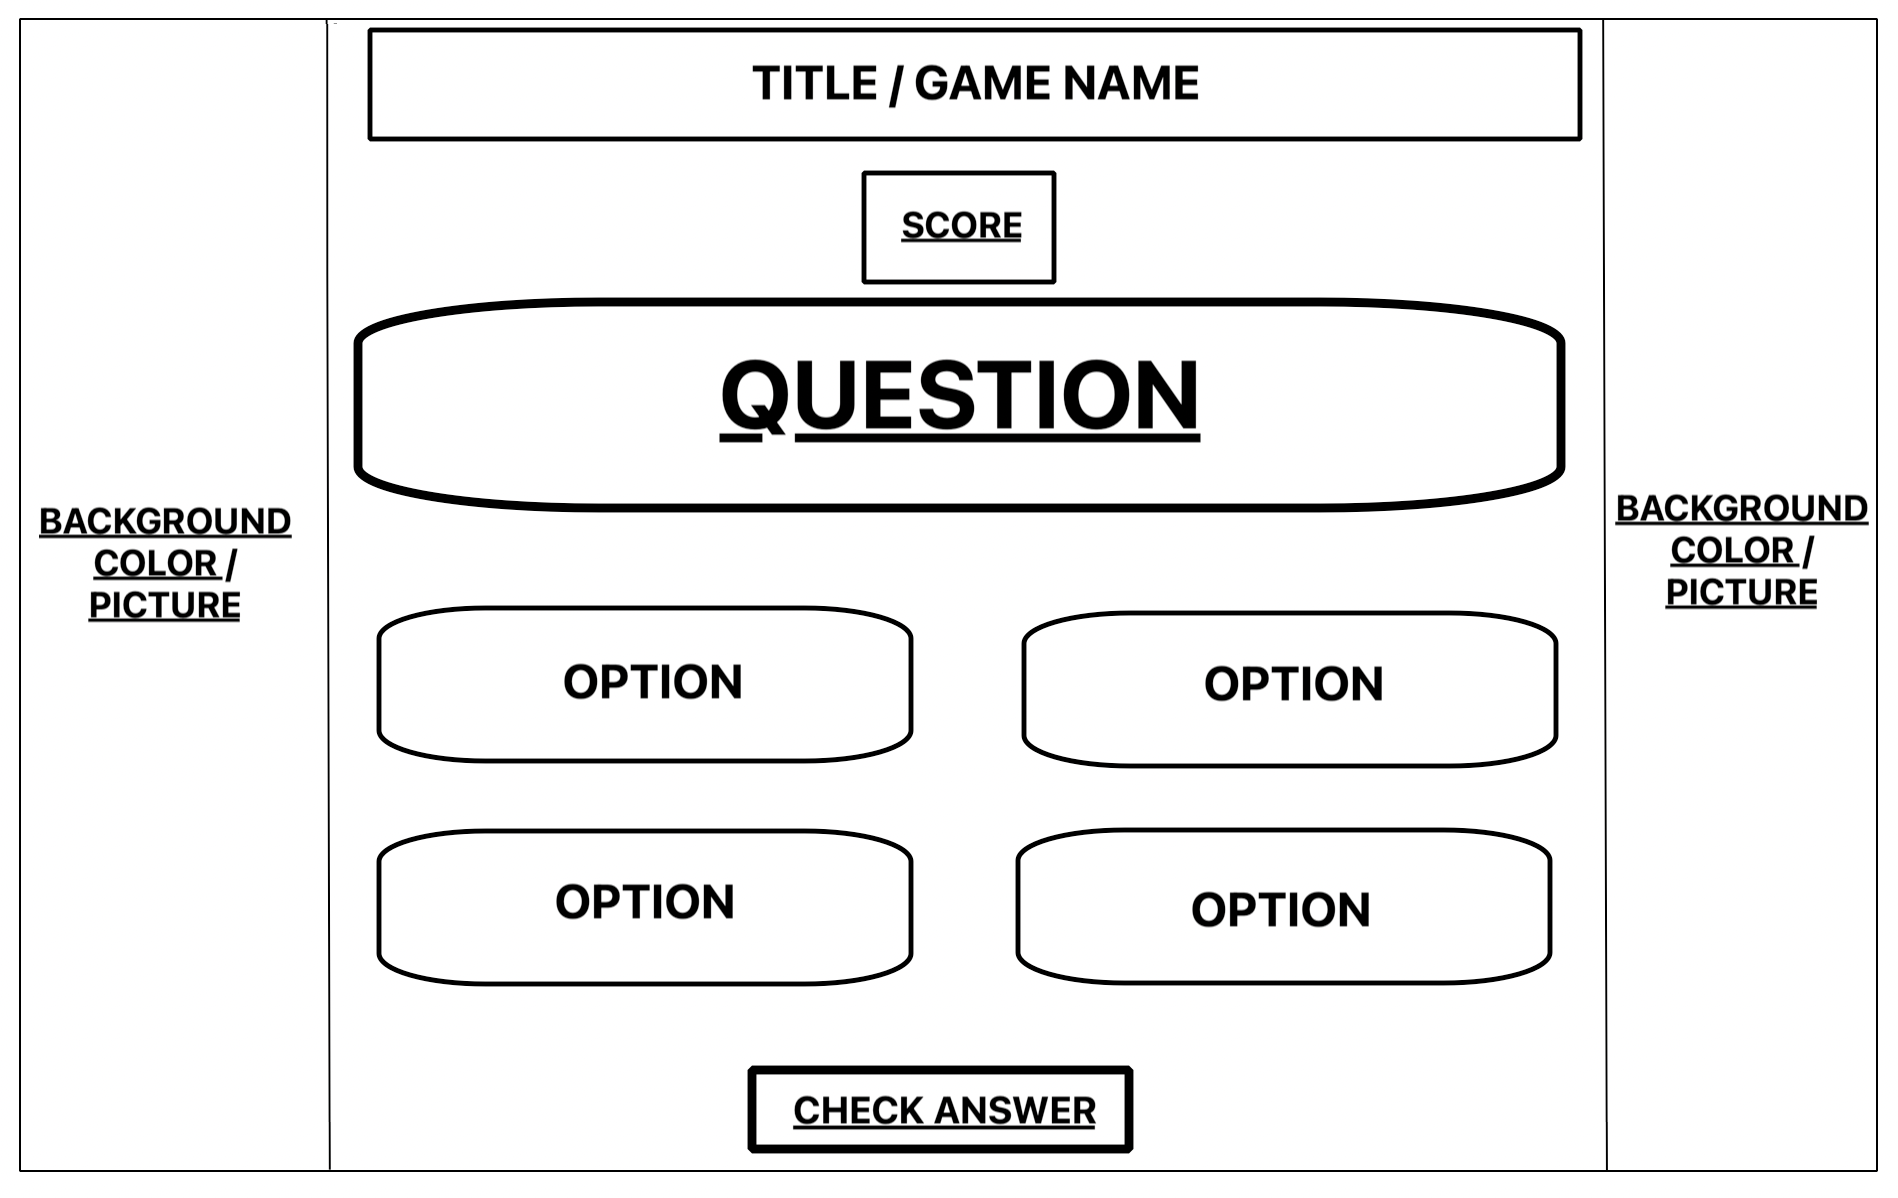 TITLE / GAME NAME
SCORE
QUESTION
BACKGROUND
COLOR /
PICTURE
BACKGROUND
COLOR /
PICTURE
OPTION
OPTION
OPTION
OPTION
CHECK ANSWER